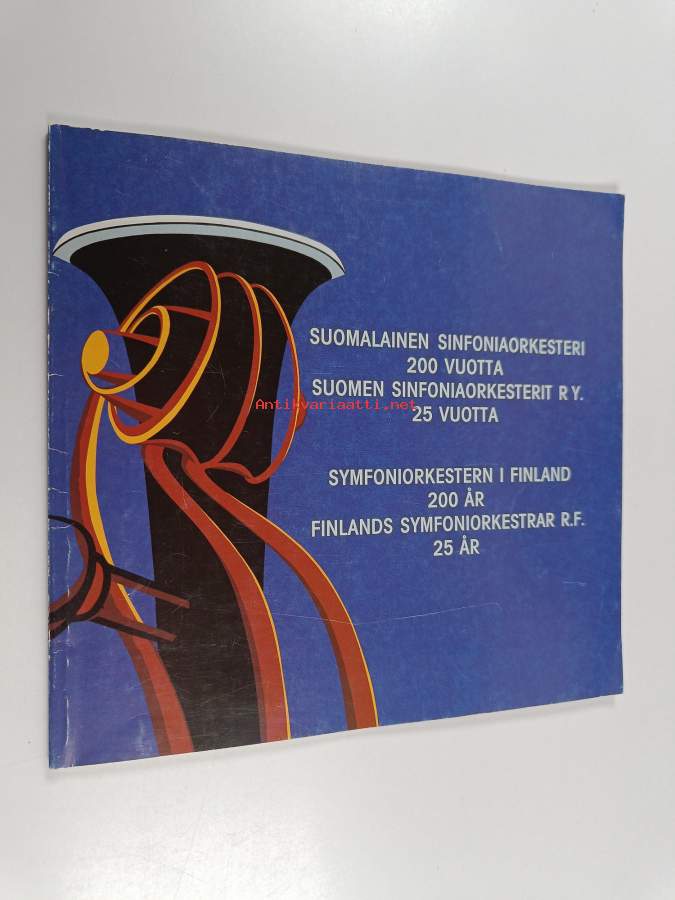 SUOMALAINEN SINFONIAORKESTERI
200 VUOTTA
SUOMEN SINFONIAORKESTERIT R Y.
Antikvariaatti.net
25 VUOTTA
SYMFONIORKESTERN I FINLAND
200 ÅR
FINLANDS SYMFONIORKESTRAR R.F.
25 ÅR